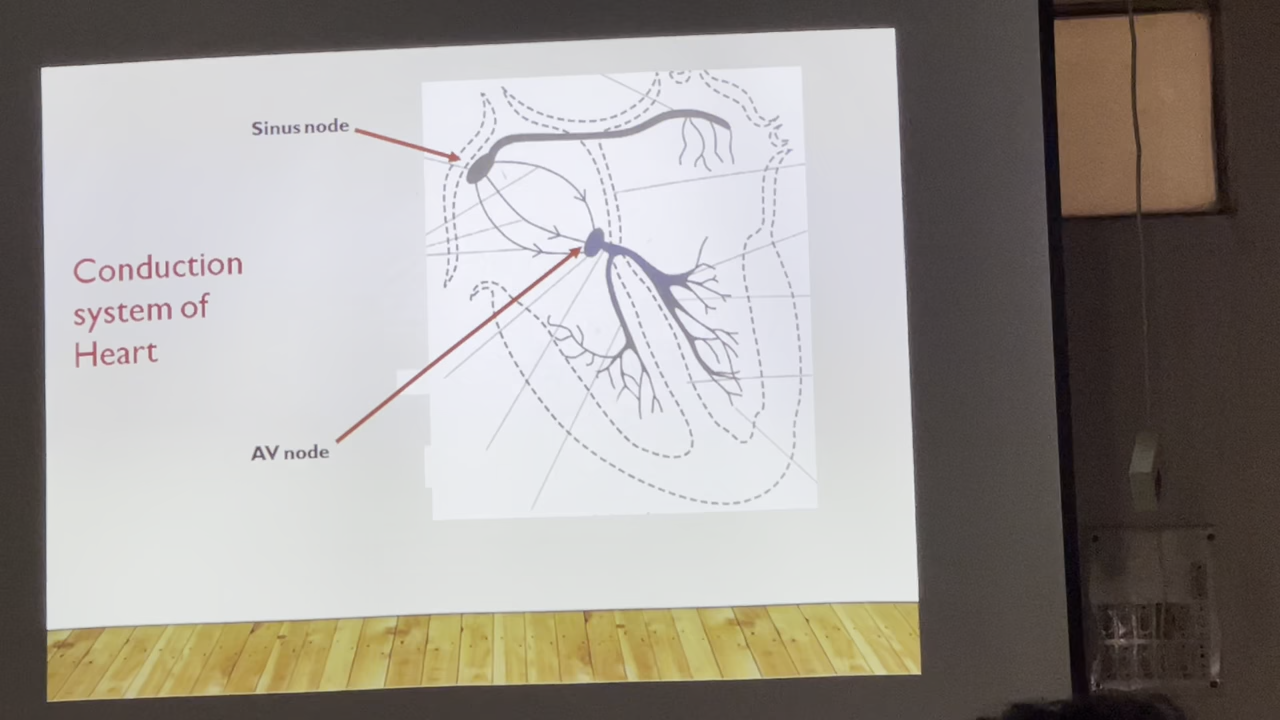 Sinus node
Conduction
system of
Heart
AV node